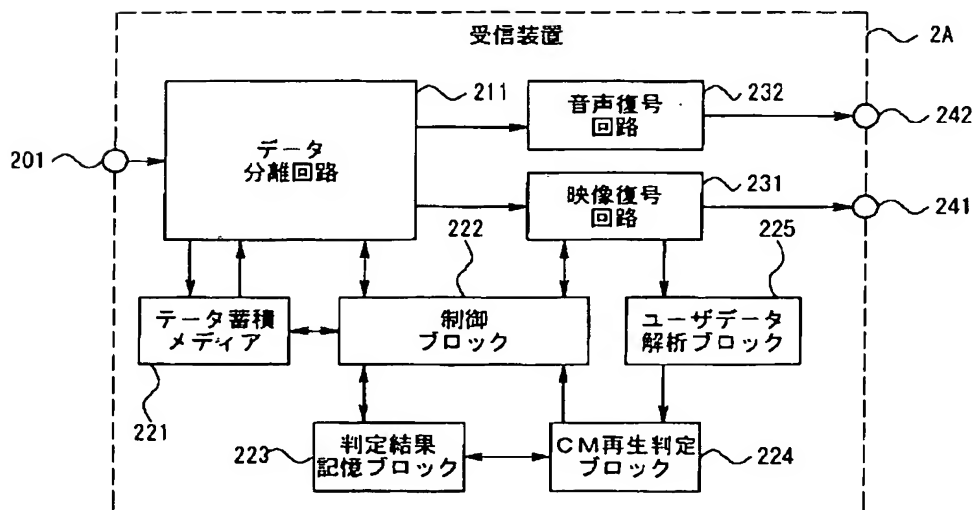 受信装置
2A
211
音声復号
回路
232
242
201
データ
分離回路
映像復号
回路
231
241
222
225
データ蓄積
メディア
制御
ブロック
ユーザデータ
解析ブロック
221
223
判定結果
記憶ブロック
CM再生判定
ブロック
224